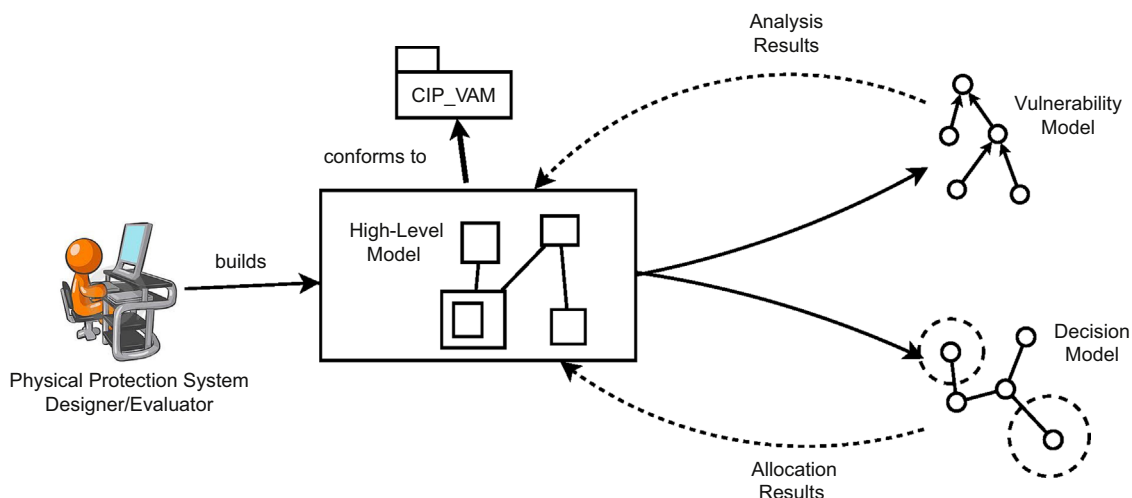 Analysis
Results
CIP_VAM
Vulnerability
Model
conforms to
High-Level
Model
builds
Decision
Model
Physical Protection System
Designer/Evaluator
Allocation
Results